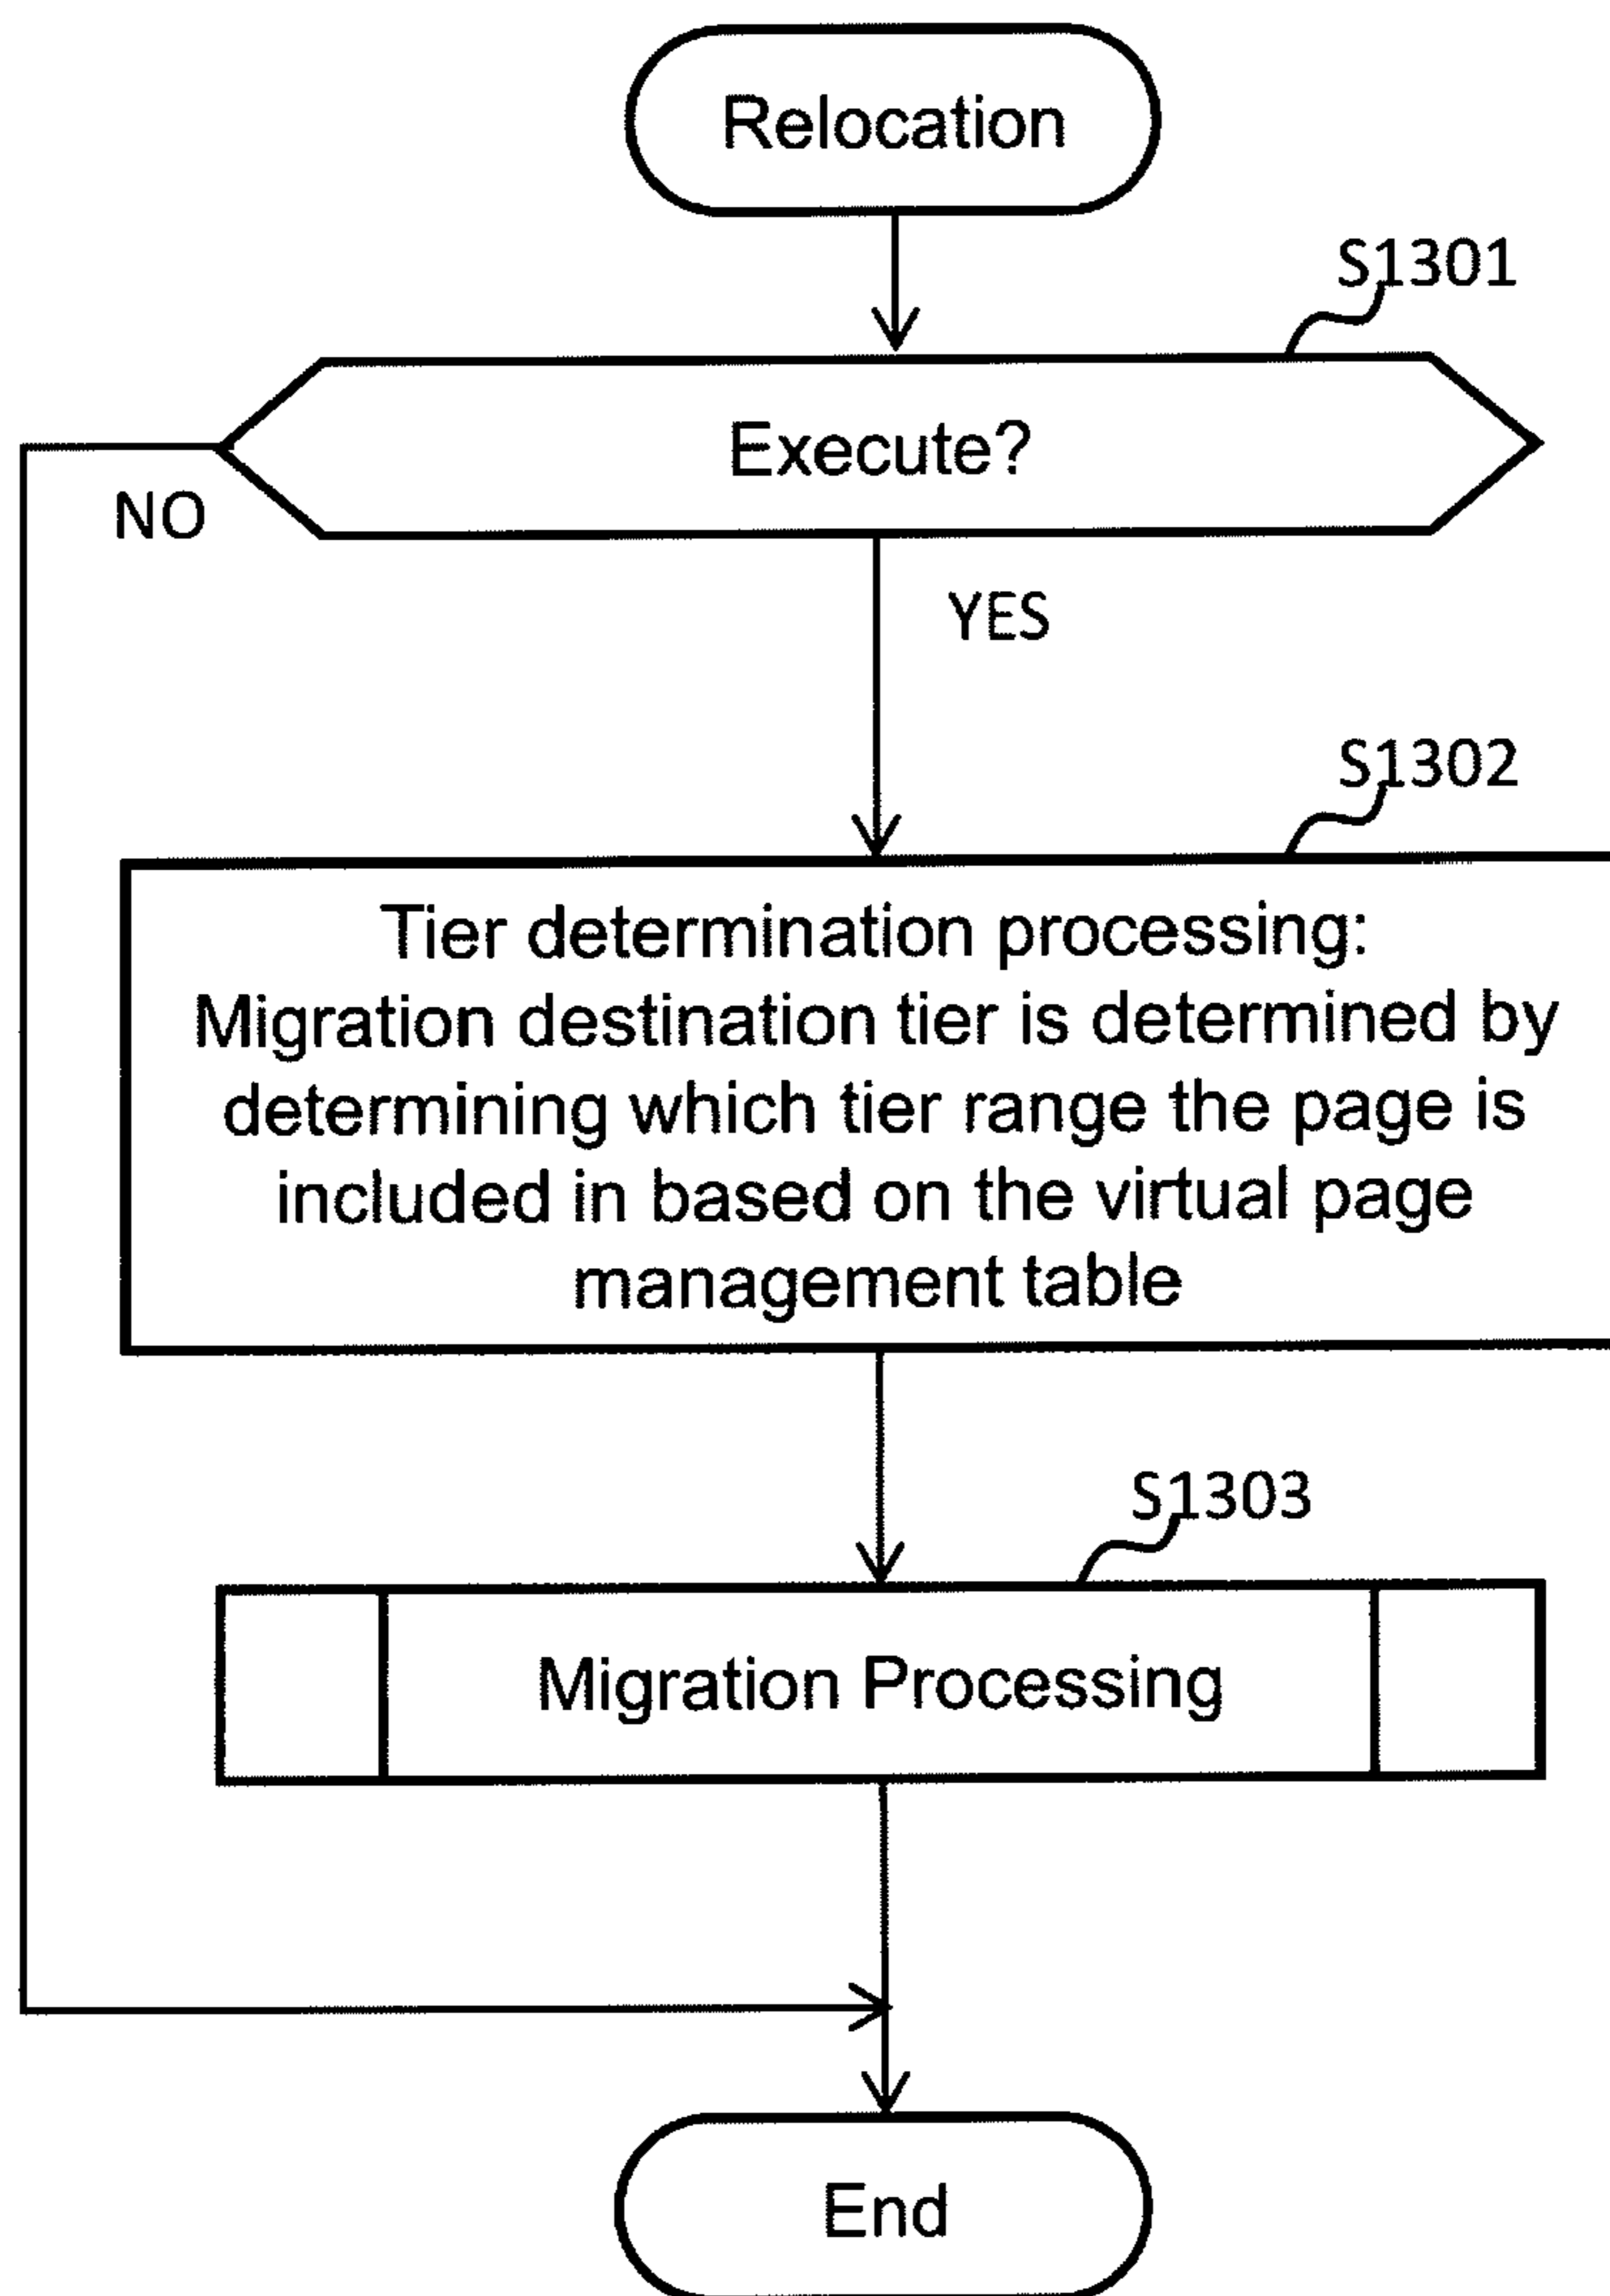 Relocation
S1301
Execute?
NO
YES
S1302
Tier determination processing:
Migration destination tier is determined by
determining which tier range the page is
included in based on the virtual page
management table
S1303
Migration Processing
End